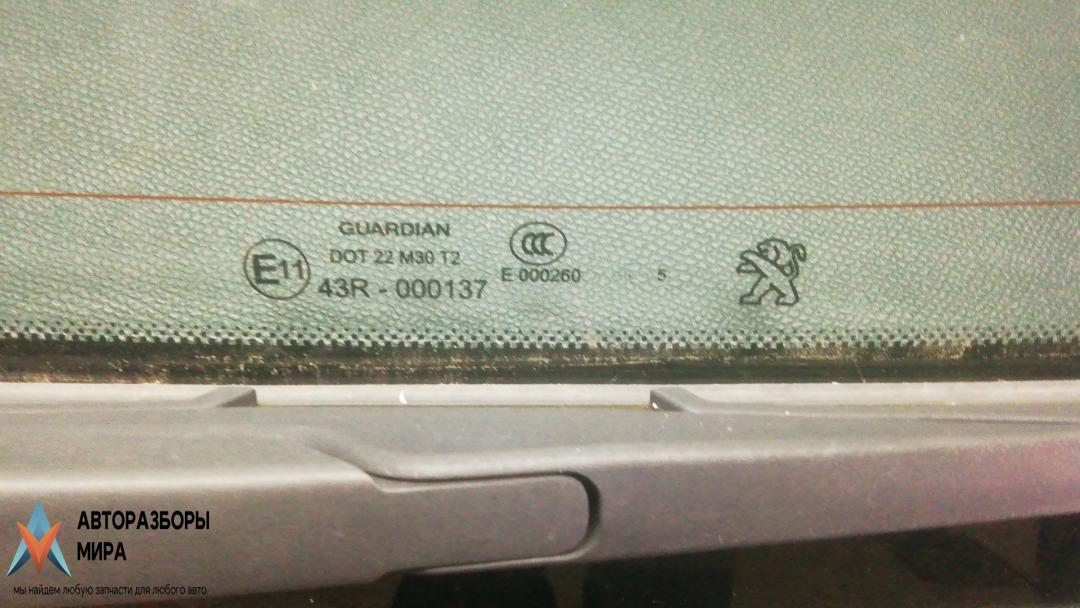 GUARDIAN
DOT 22 M30 T2
E11
43R - 000137
CCC
E 000260
5
АВТОРАЗБОРЫ
МИРА
мы найдем любую запчасти для любого авто